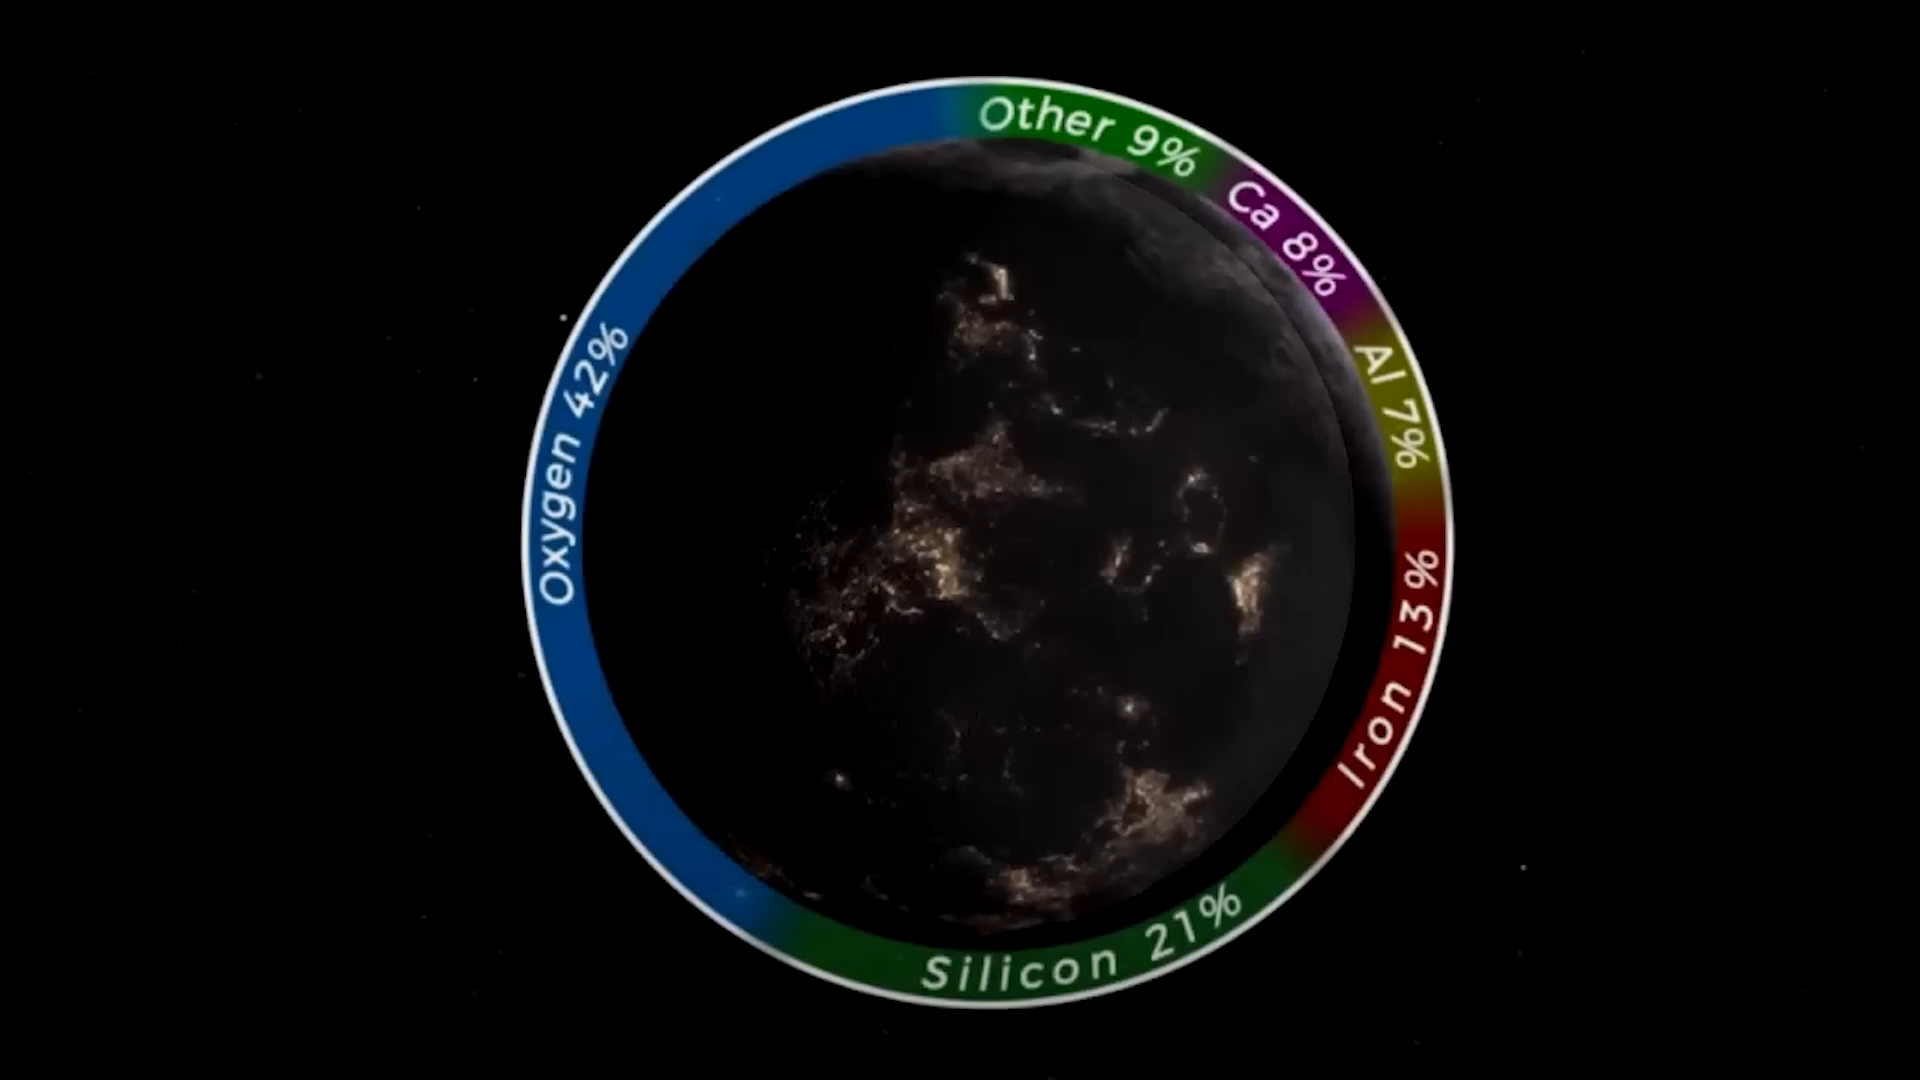 Other 9%
Ca 8%
Al 7%
Iron 13%
Silicon 21%
Oxygen 42%